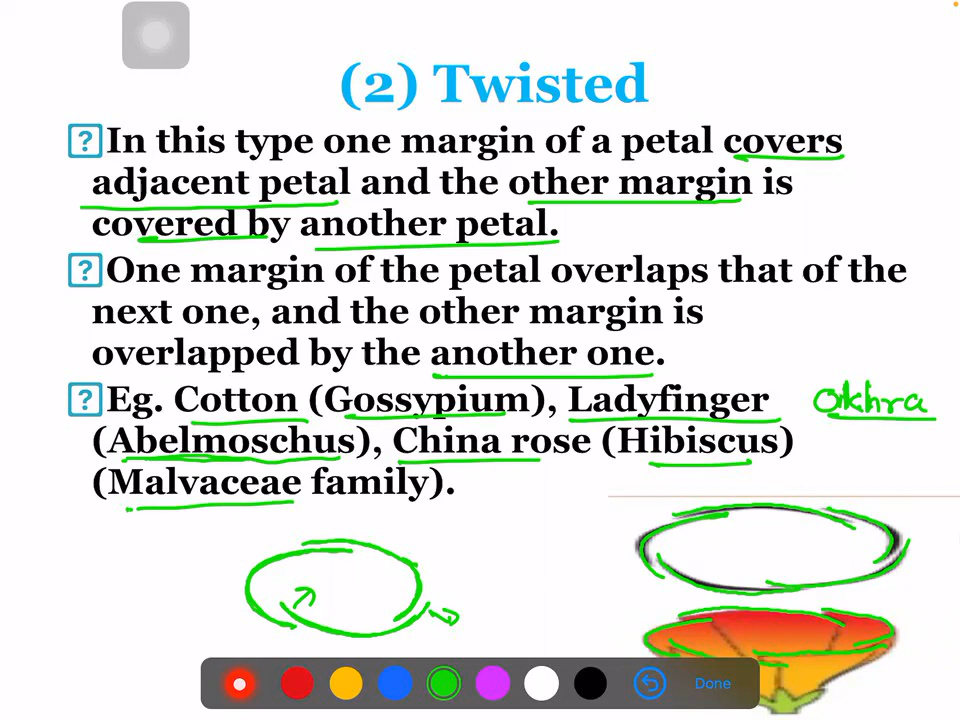 (2) Twisted
In this type one margin of a petal covers
adjacent petal and the other margin is
covered by another petal.
One margin of the petal overlaps that of the
next one, and the other margin is
overlapped by the another one.
Eg. Cotton (Gossypium), Ladyfinger Okhra
(Abelmoschus), China rose (Hibiscus)
(Malvaceae family).
Done